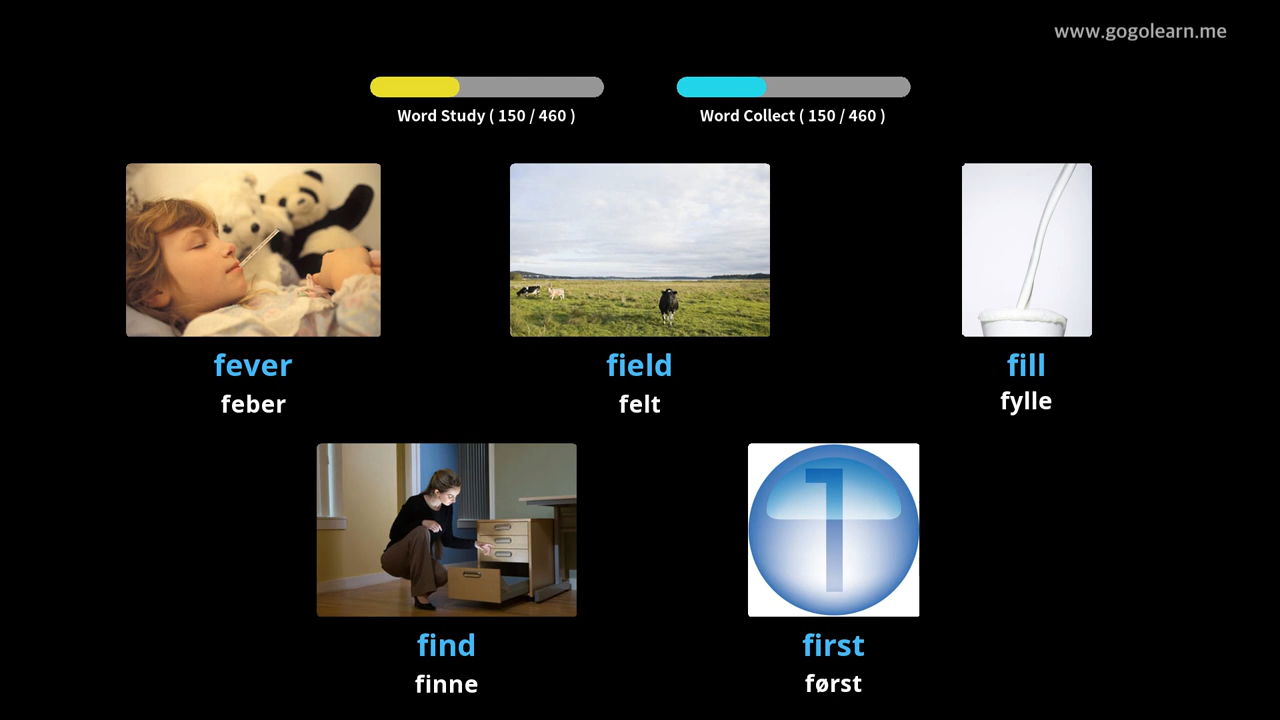 www.gogolearn.me
Word Study ( 150 / 460 )
Word Collect ( 150 / 460 )
fever
feber
field
felt
fill
fylle
find
finne
1
first
først